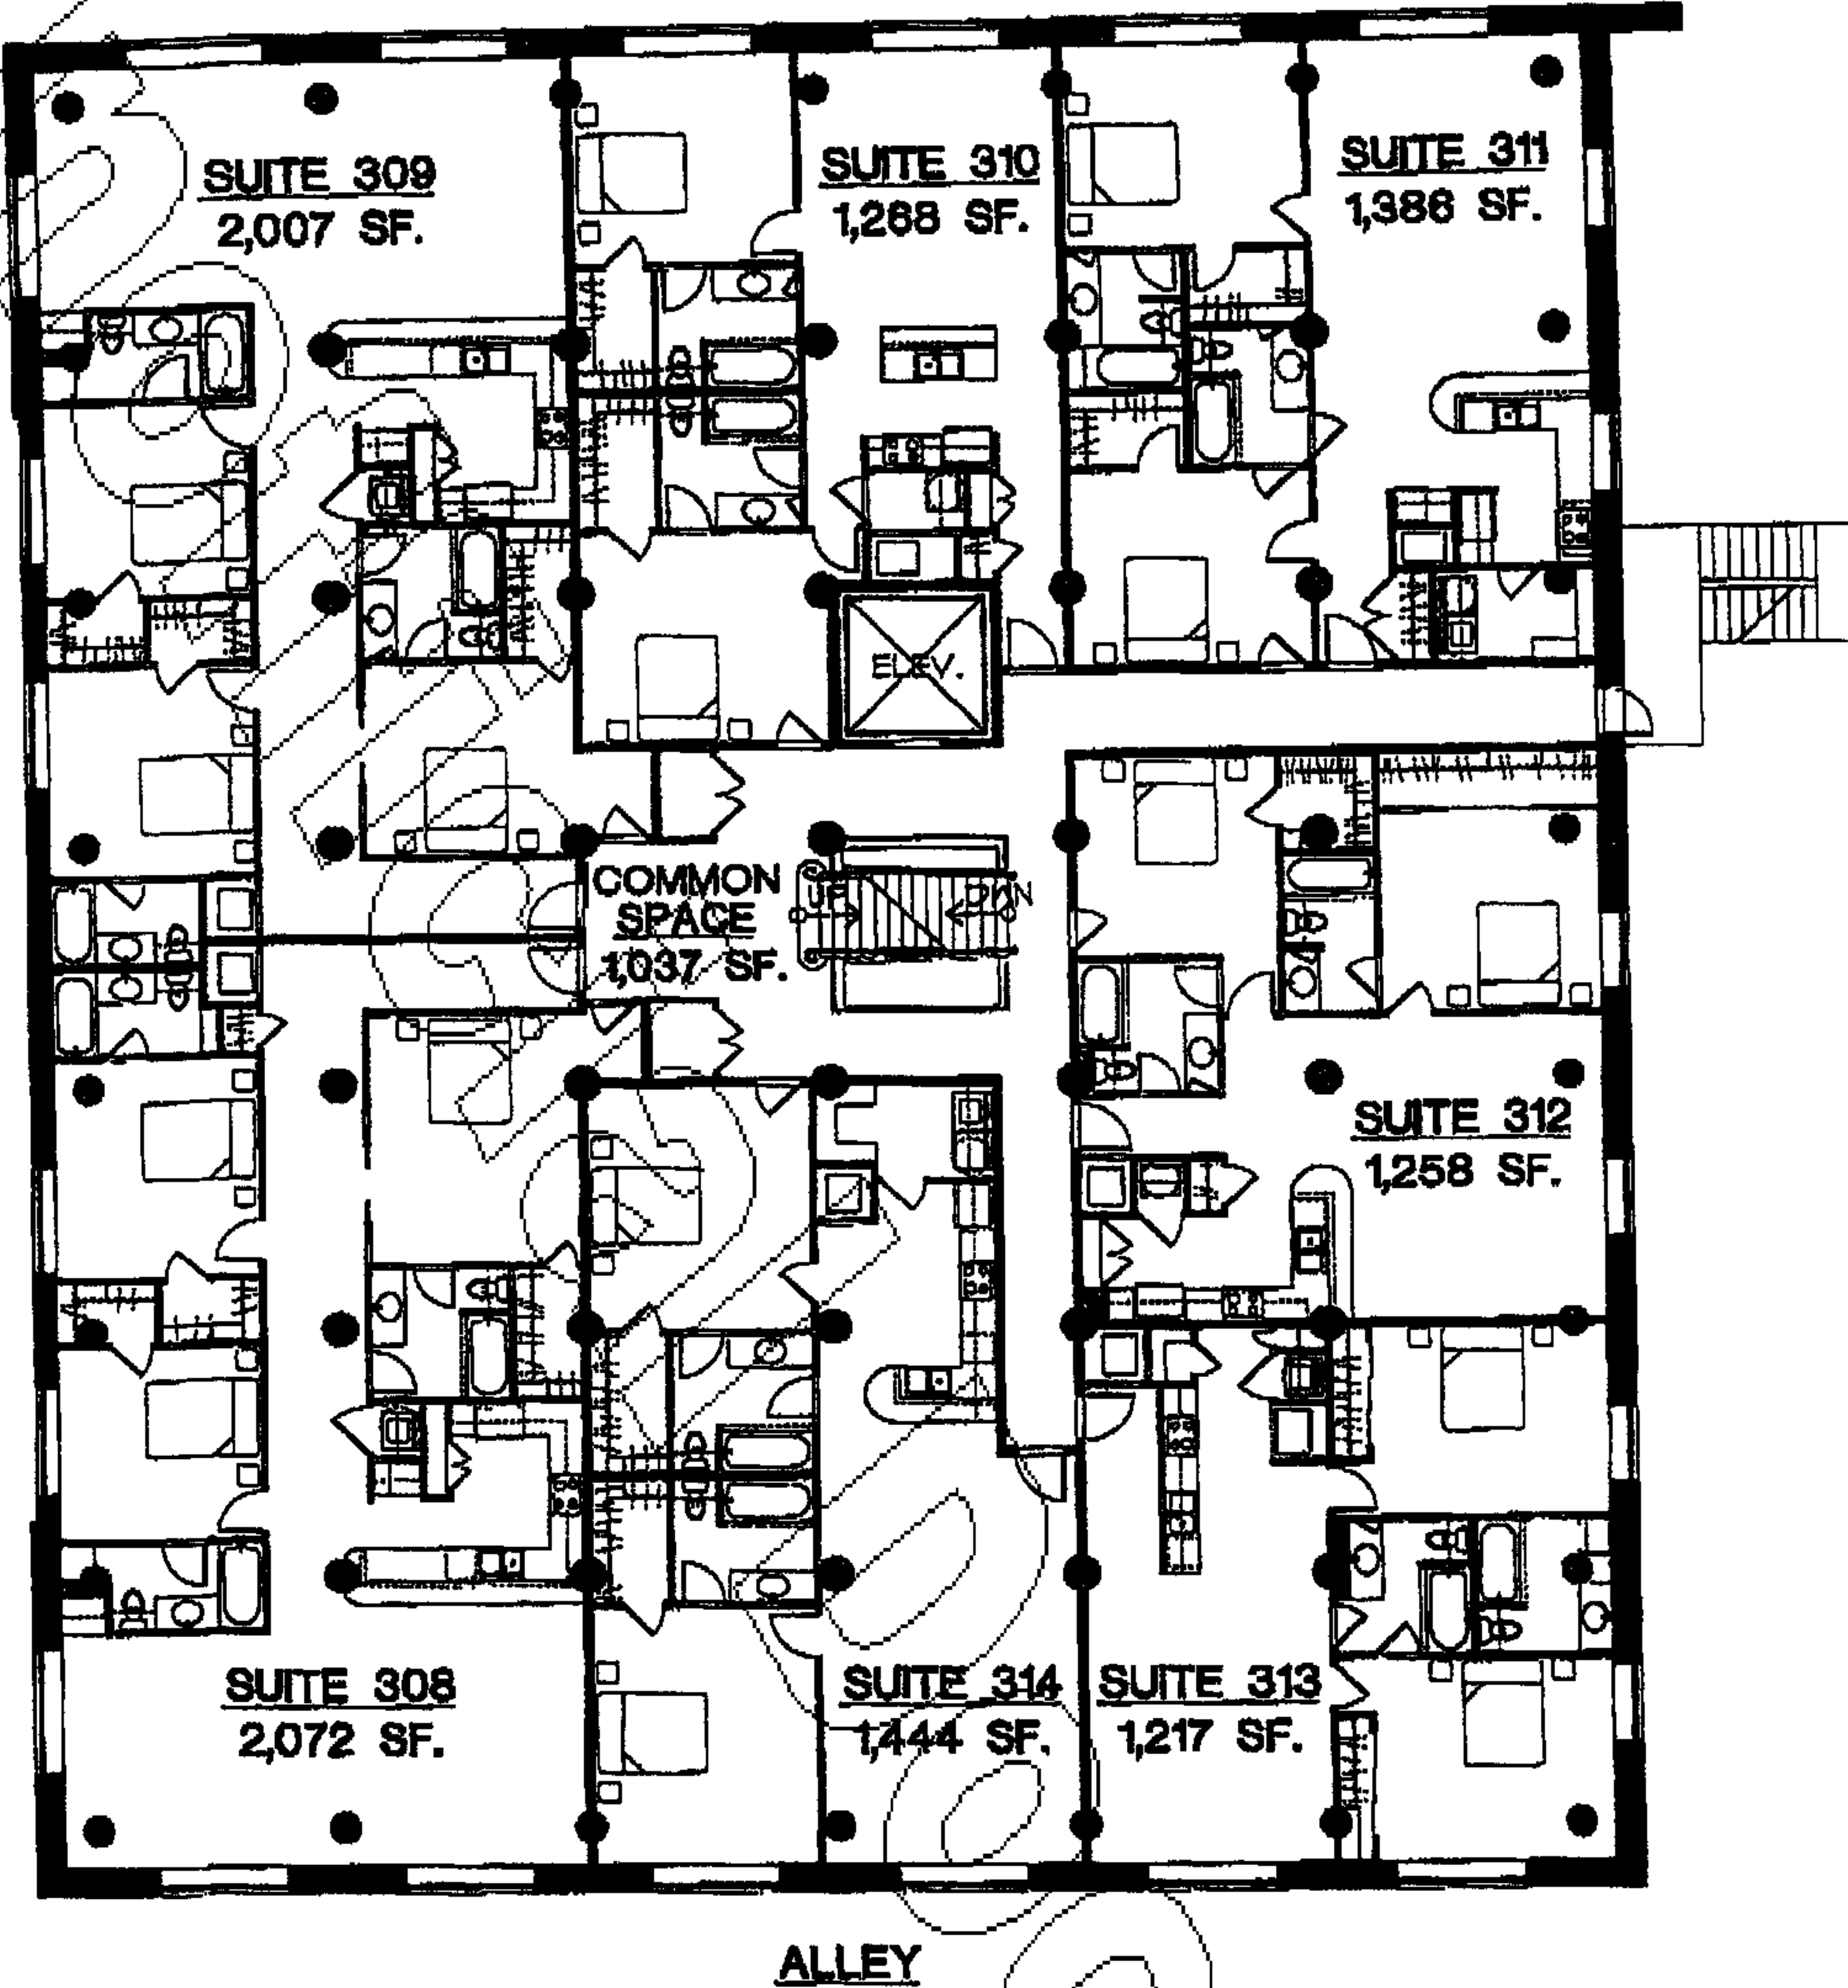 SUITE 309
2,007 SF.
SUITE 310
1,268 SF.
SUITE 311
1,386 SF.
ELEV.
COMMON
SPACE
1,037 SF.
UP
DN
SUITE 312
1,258 SF.
SUITE 308
2,072 SF.
SUITE 314
1,444 SF.
SUITE 313
1,217 SF.
ALLEY